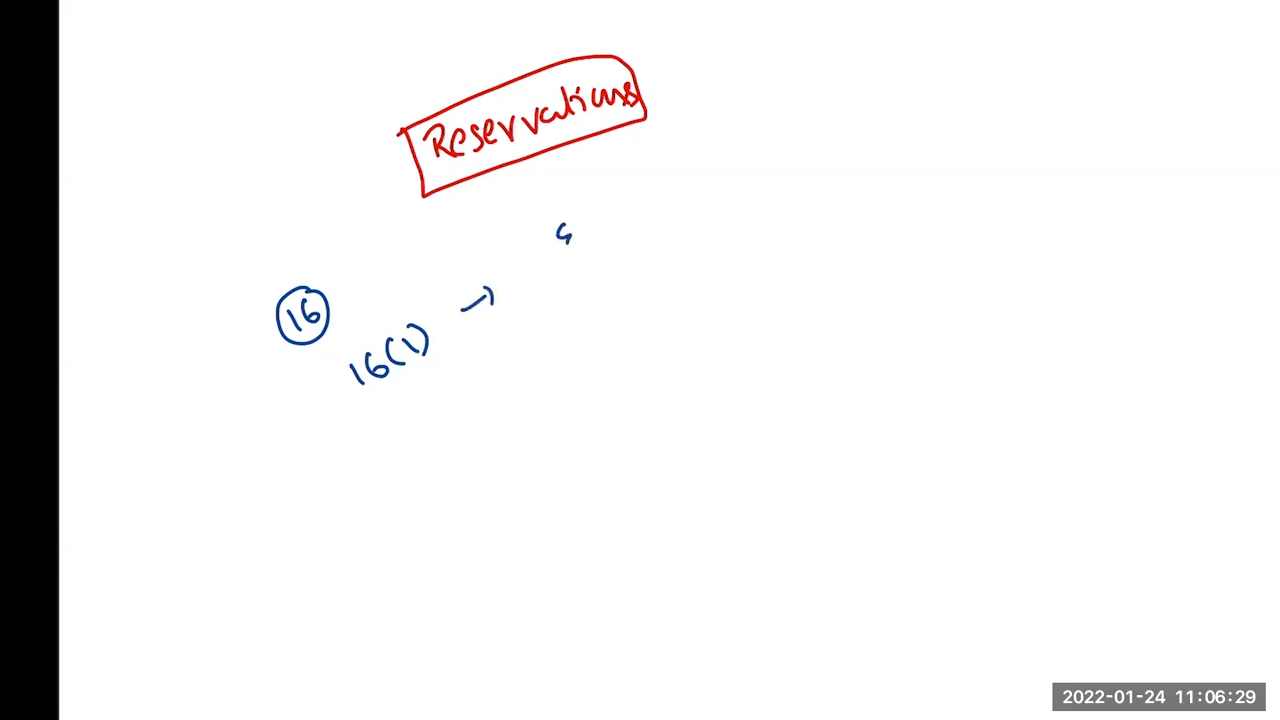 Reservations
16
16(1) →
2022-01-24 11:06:29